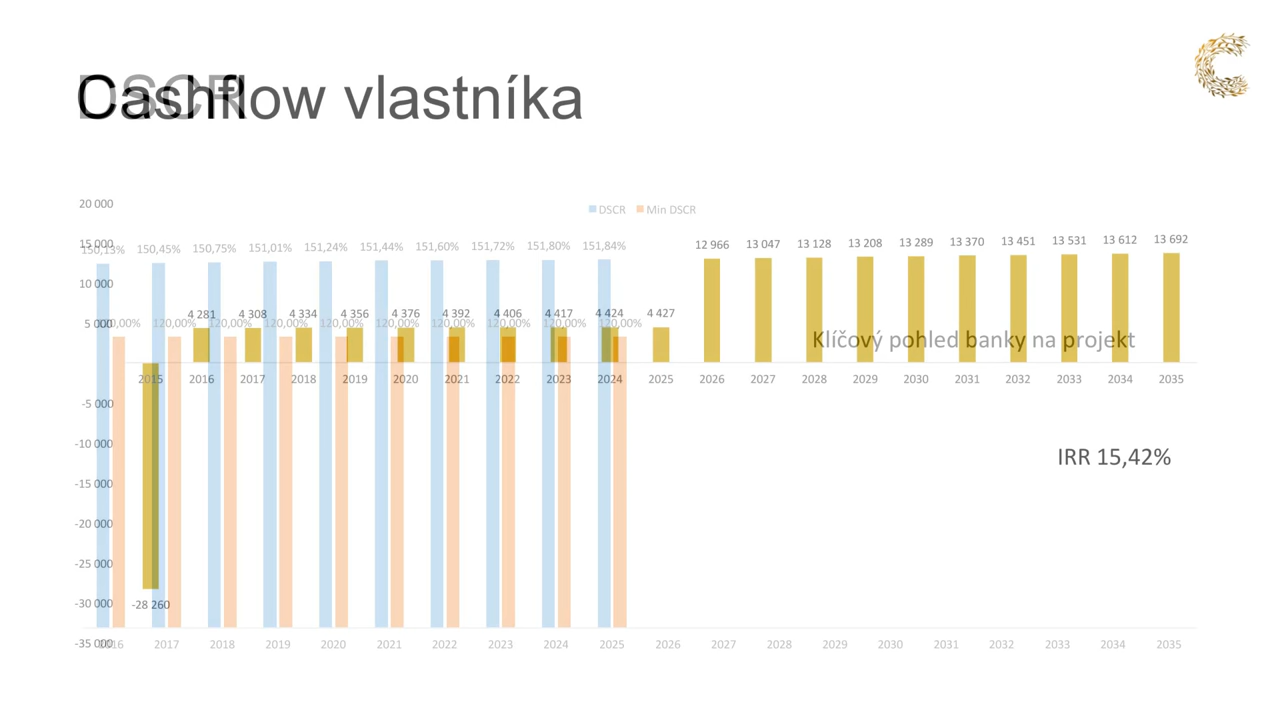 Cashflow vlastníka
DSCR
20 000
DSCR Min DSCR
15 000
150,13% 150,45% 150,75% 151,01% 151,24% 151,44% 151,60% 151,72% 151,80% 151,84%
12 966 13 047 13 128 13 208 13 289 13 370 13 451 13 531 13 612 13 692
10 000
4 281 4 308 4 334 4 356 4 376 4 392 4 406 4 417 4 424 4 427
5 000
120,00% 120,00% 120,00% 120,00% 120,00% 120,00% 120,00% 120,00% 120,00% 120,00%
Klíčový pohled banky na projekt
2015 2016 2017 2018 2019 2020 2021 2022 2023 2024 2025 2026 2027 2028 2029 2030 2031 2032 2033 2034 2035
-5 000
-10 000
IRR 15,42%
-15 000
-20 000
-25 000
-30 000
-28 260
-35 000
2016 2017 2018 2019 2020 2021 2022 2023 2024 2025 2026 2027 2028 2029 2030 2031 2032 2033 2034 2035